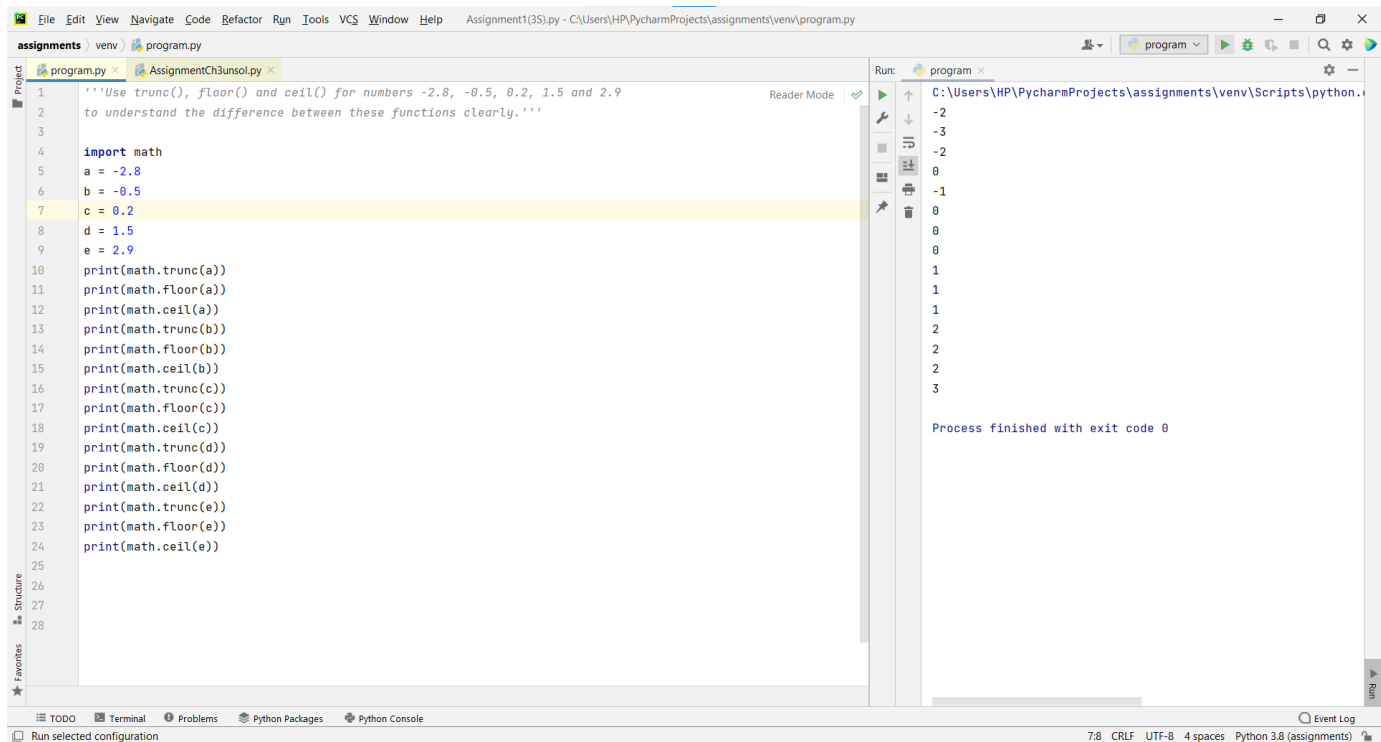 File Edit View Navigate Code Refactor Run Tools VCS Window Help Assignment1(3S).py - C:\Users\HP\PycharmProjects\assignments\venv\program.py
assignments venv program.py
program
Project
program.py
AssignmentCh3unsol.py
Reader Mode
1 '''Use trunc(), floor() and ceil() for numbers -2.8, -0.5, 0.2, 1.5 and 2.9
2 to understand the difference between these functions clearly.'''
3
4 import math
5 a = -2.8
6 b = -0.5
7 c = 0.2
8 d = 1.5
9 e = 2.9
10 print(math.trunc(a))
11 print(math.floor(a))
12 print(math.ceil(a))
13 print(math.trunc(b))
14 print(math.floor(b))
15 print(math.ceil(b))
16 print(math.trunc(c))
17 print(math.floor(c))
18 print(math.ceil(c))
19 print(math.trunc(d))
20 print(math.floor(d))
21 print(math.ceil(d))
22 print(math.trunc(e))
23 print(math.floor(e))
24 print(math.ceil(e))
25
26
27
28
Structure
Favorites
Run: program
C:\Users\HP\PycharmProjects\assignments\venv\Scripts\python.
-2
-3
-2
0
-1
0
0
0
1
1
1
2
2
2
3
Process finished with exit code 0
Run
TODO Terminal Problems Python Packages Python Console Event Log
Run selected configuration 7:8 CRLF UTF-8 4 spaces Python 3.8 (assignments)